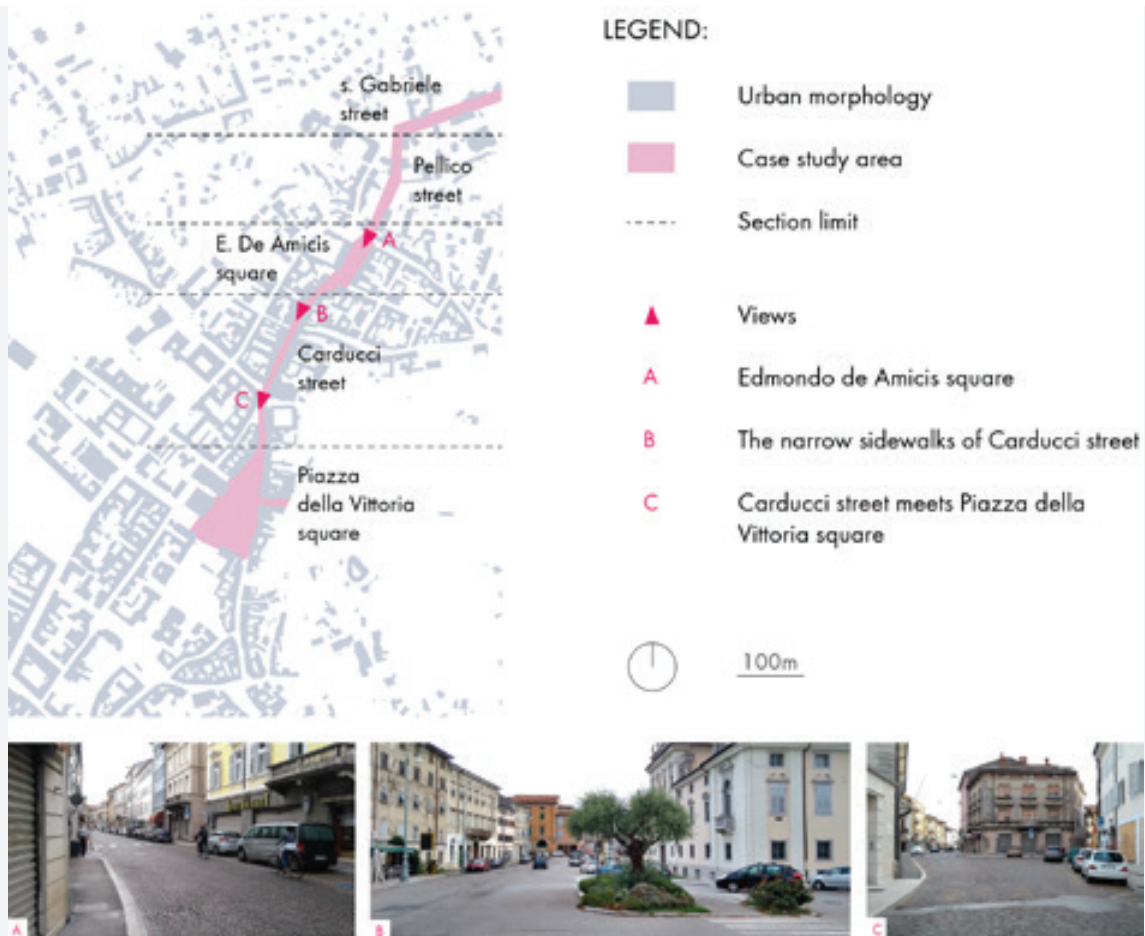 s. Gabriele
street
Pellico
street
A
E. De Amicis
square
B
Carducci
street
C
Piazza
della Vittoria
square
LEGEND:
Urban morphology
Case study area
Section limit
Views
A
Edmondo de Amicis square
B
The narrow sidewalks of Carducci street
C
Carducci street meets Piazza della
Vittoria square
100m
A
B
C